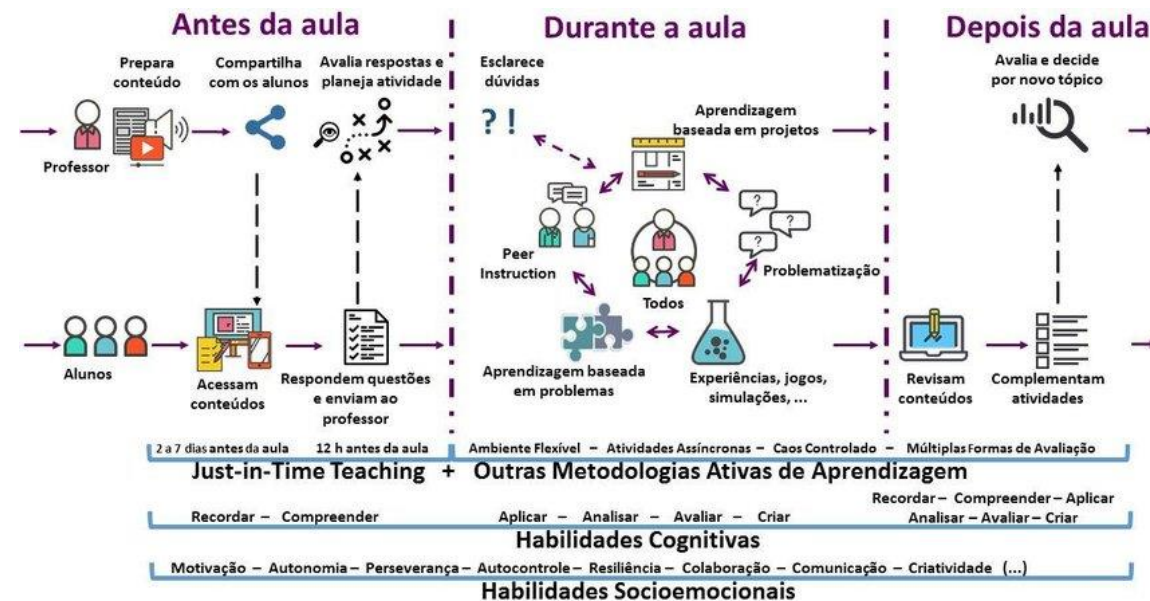 Antes da aula
Durante a aula
Depois da aula
Prepara
conteúdo
Compartilha
com os alunos
Avalia respostas e
planeja atividade
Professor
Alunos
Acessam
conteúdos
Respondem questões
e enviam ao
professor
Esclarece
dúvidas
? !
Aprendizagem
baseada em projetos
Peer
Instruction
?
?
?
Problematização
Todos
Aprendizagem baseada
em problemas
Experiências, jogos,
simulações, ...
Avalia e decide
por novo tópico
Revisam
conteúdos
Complementam
atividades
2 a 7 dias antes da aula
12 h antes da aula
Ambiente Flexível – Atividades Assíncronas – Caos Controlado – Múltiplas Formas de Avaliação
Just-in-Time Teaching + Outras Metodologias Ativas de Aprendizagem
Recordar – Compreender
Aplicar – Analisar – Avaliar – Criar
Recordar – Compreender – Aplicar
Analisar – Avaliar – Criar
Habilidades Cognitivas
Motivação – Autonomia – Perseverança – Autocontrole – Resiliência – Colaboração – Comunicação – Criatividade (...)
Habilidades Socioemocionais